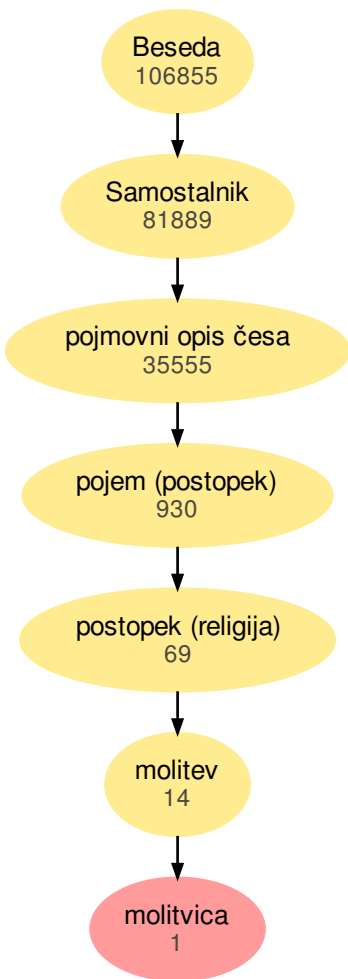 Beseda
106855
Samostalnik
81889
pojmovni opis česa
35555
pojem (postopek)
930
postopek (religija)
69
molitev
14
molitvica
1